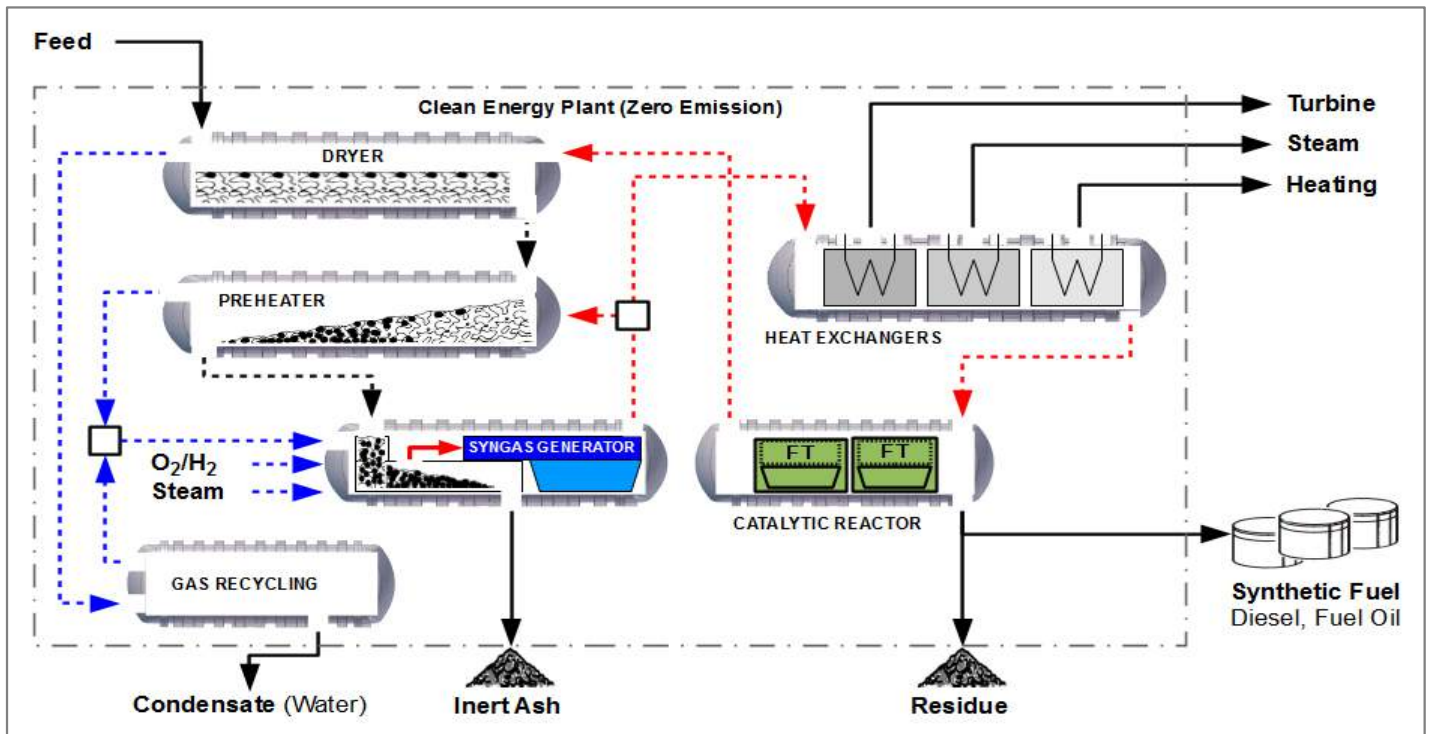 Feed
Clean Energy Plant (Zero Emission)
Turbine
DRYER
Steam
Heating
PREHEATER
HEAT EXCHANGERS
SYNGAS GENERATOR
O₂/H₂
Steam
FT
FT
CATALYTIC REACTOR
GAS RECYCLING
Synthetic Fuel
Diesel, Fuel Oil
Condensate (Water)
Inert Ash
Residue